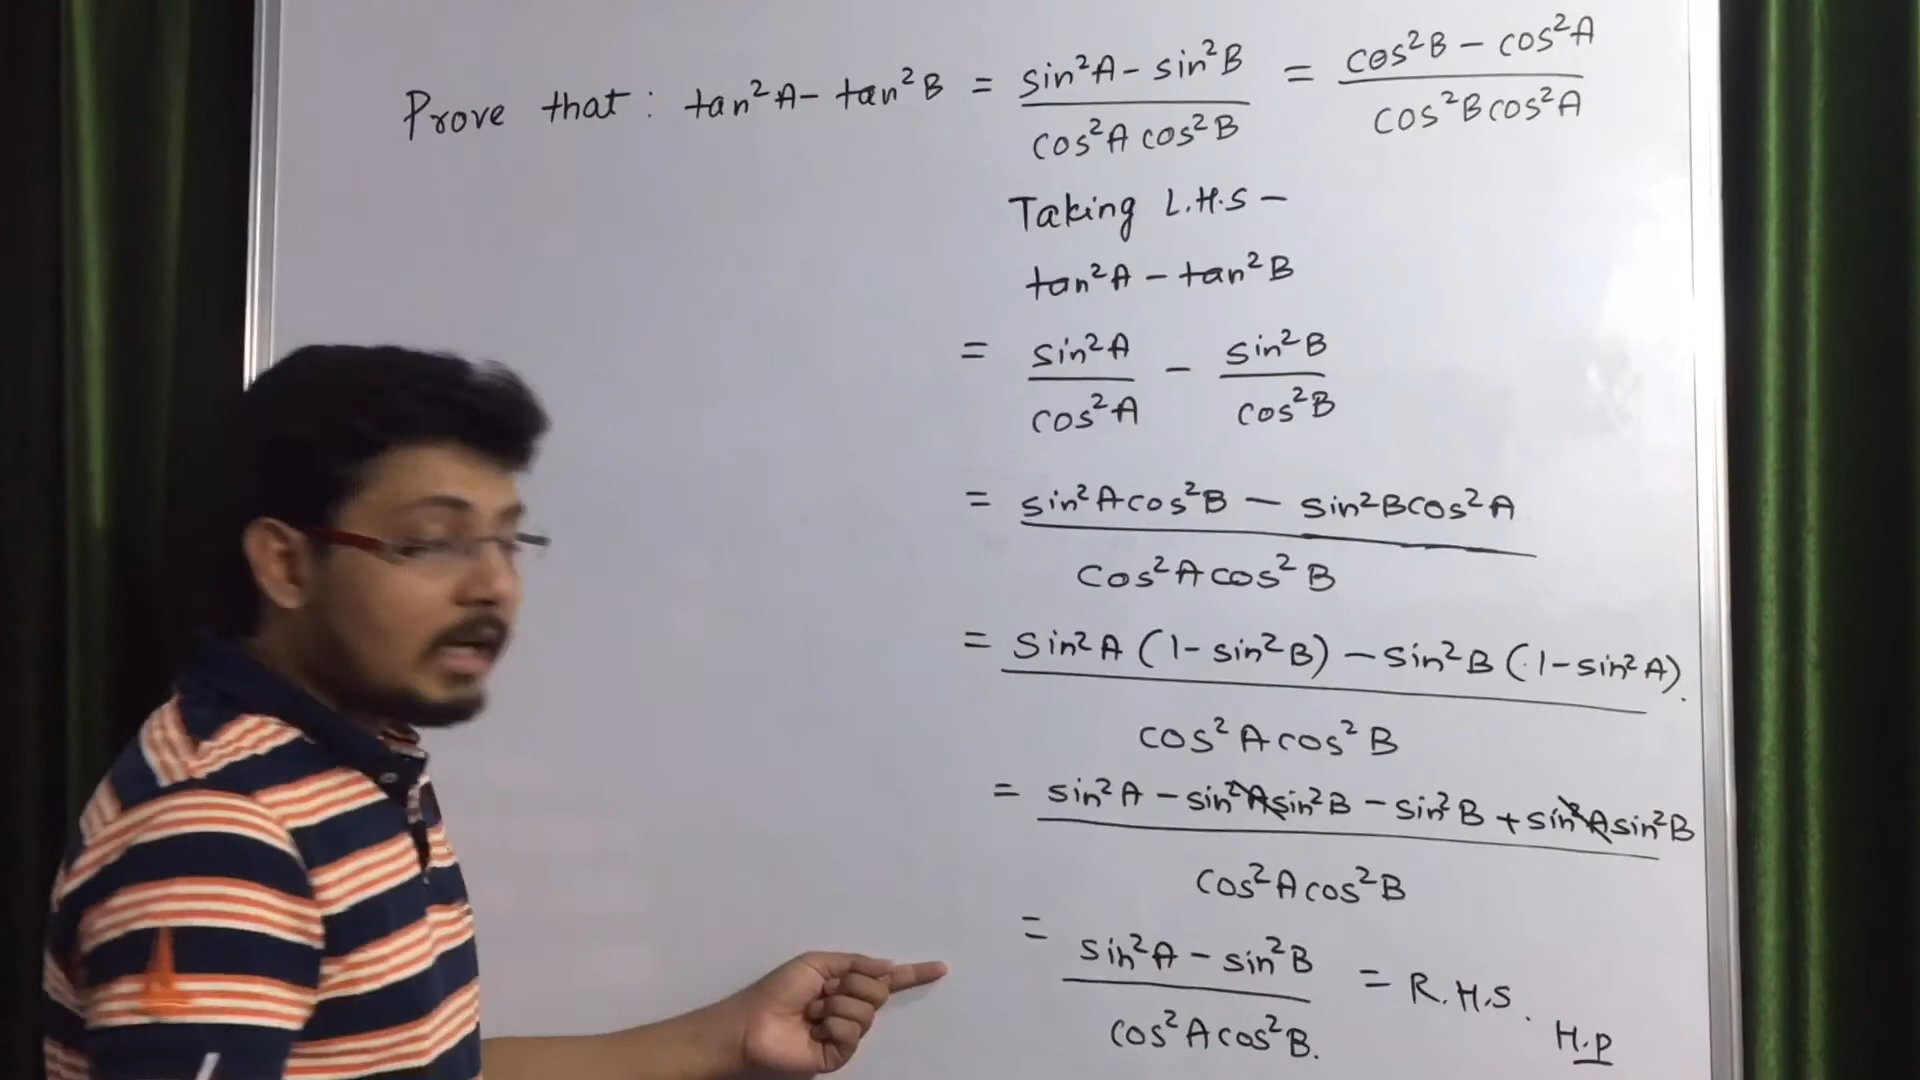 Prove that : tan²A - tan²B = sin²A - sin²B / cos²A cos²B = cos²B - cos²A / cos²B cos²A
Taking L.H.S -
tan²A - tan²B
= sin²A / cos²A - sin²B / cos²B
= sin²A cos²B - sin²B cos²A / cos²A cos²B
= sin²A (1 - sin²B) - sin²B (1 - sin²A). / cos²A cos²B
= sin²A - sin²A sin²B - sin²B + sin²A sin²B / cos²A cos²B
= sin²A - sin²B / cos²A cos²B. = R.H.S.
H.P